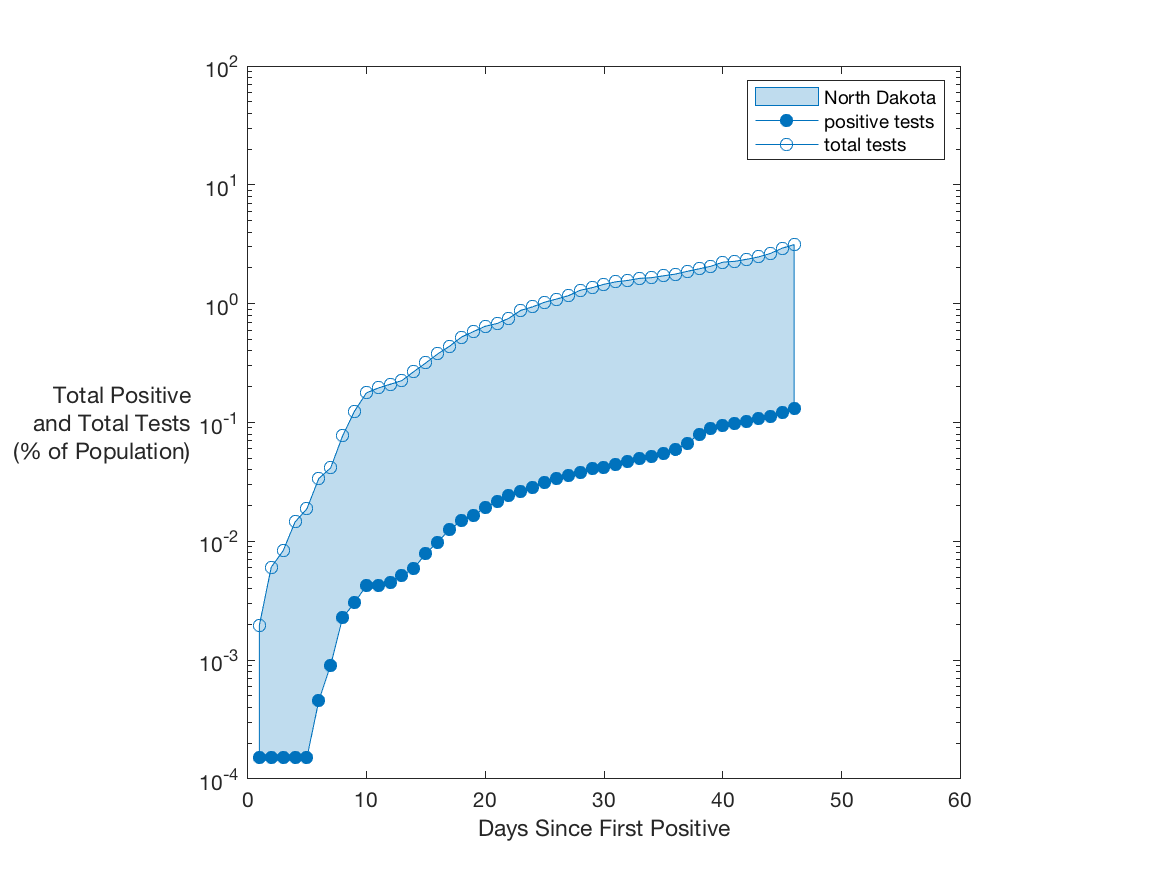 10^2
10^1
10^0
10^-1
10^-2
10^-3
10^-4
Total Positive
and Total Tests
(% of Population)
North Dakota
positive tests
total tests
0 10 20 30 40 50 60
Days Since First Positive